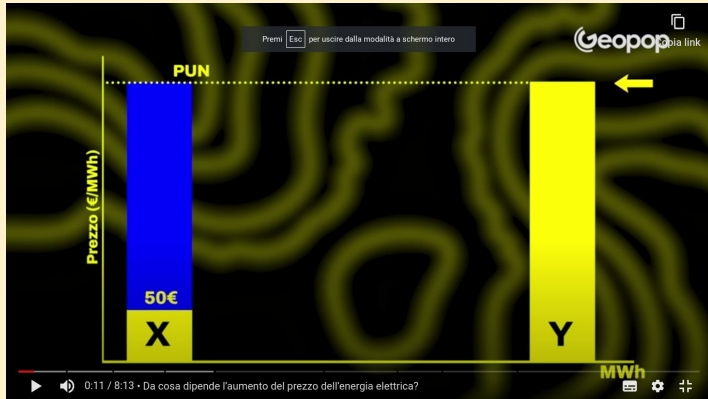 Premi Esc per uscire dalla modalità a schermo intero
Geopop
opia link
PUN
Prezzo (€/MWh)
50€
X
Y
MWh
0:11 / 8:13 • Da cosa dipende l'aumento del prezzo dell'energia elettrica?